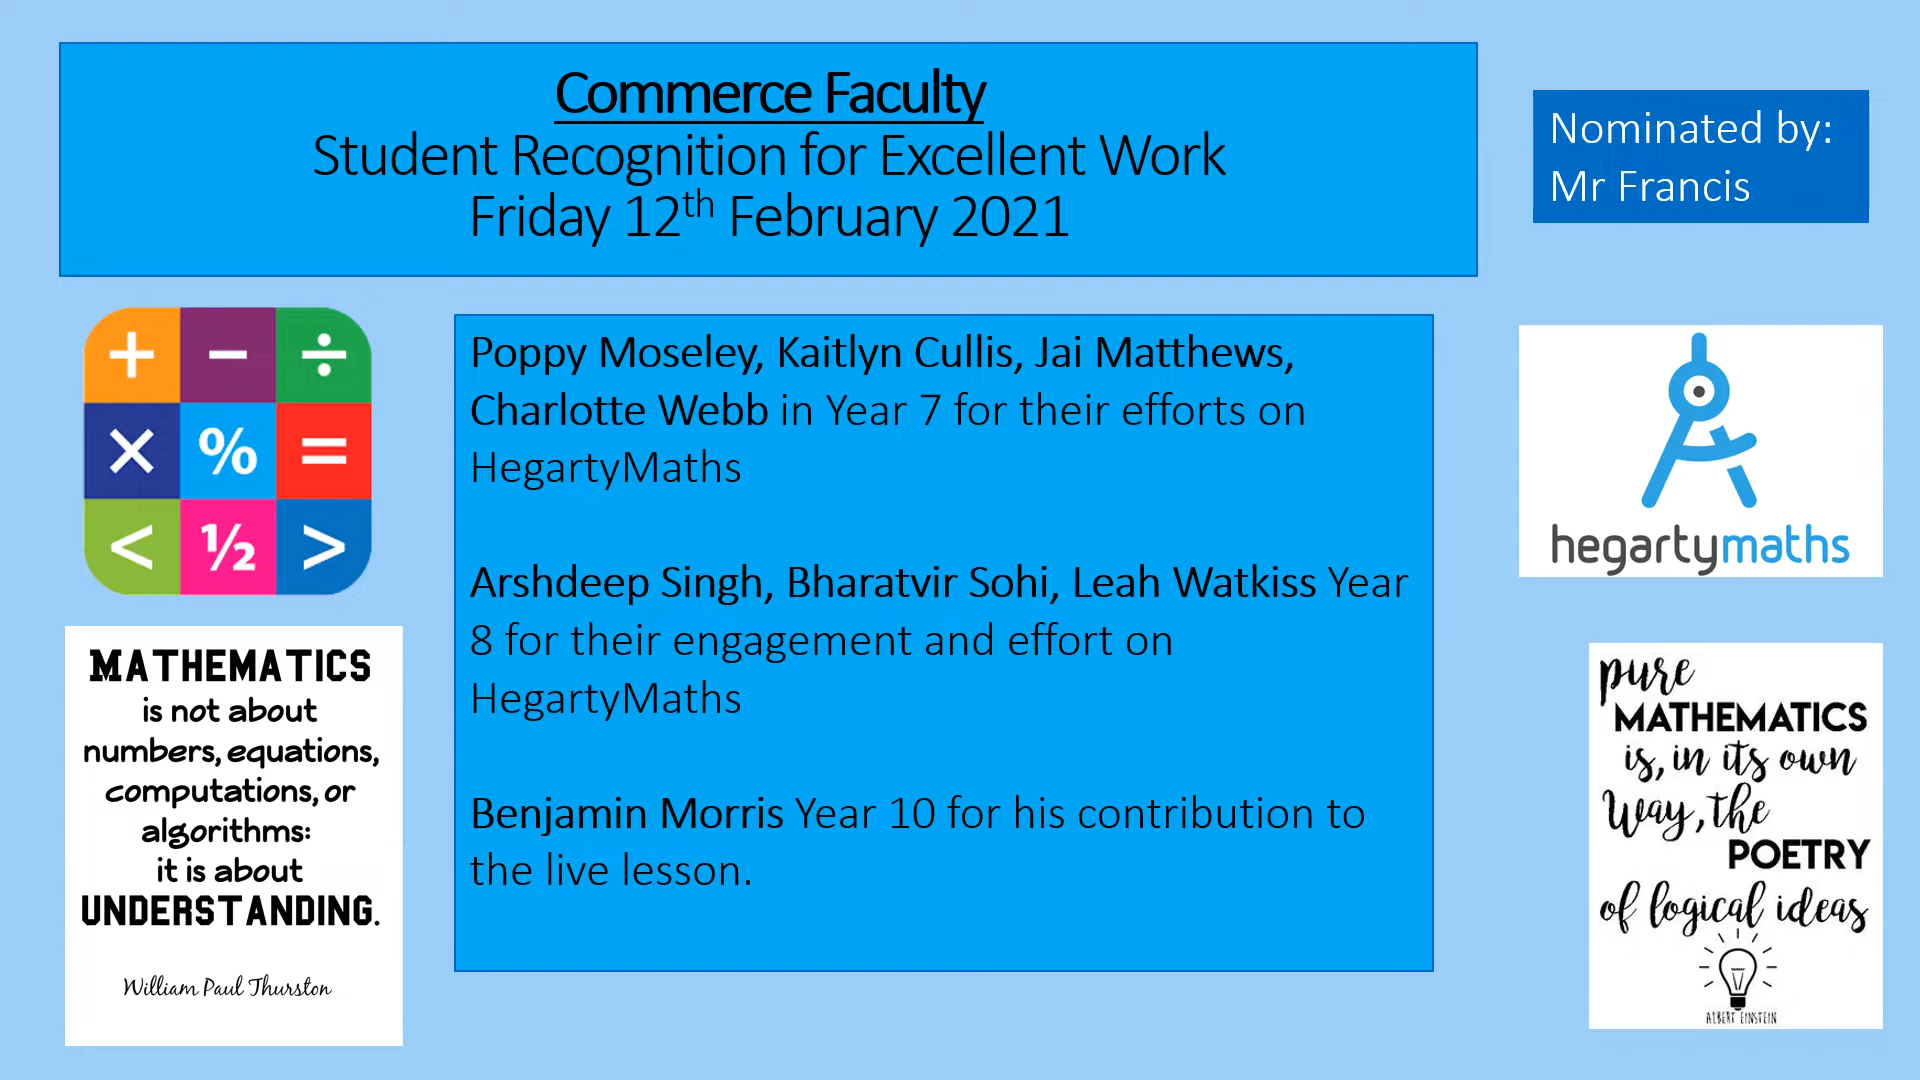 Commerce Faculty
Student Recognition for Excellent Work
Friday 12th February 2021
Nominated by:
Mr Francis
+ − ÷
× % =
< ½ >
Poppy Moseley, Kaitlyn Cullis, Jai Matthews,
Charlotte Webb in Year 7 for their efforts on
HegartyMaths
Arshdeep Singh, Bharatvir Sohi, Leah Watkiss Year
8 for their engagement and effort on
HegartyMaths
Benjamin Morris Year 10 for his contribution to
the live lesson.
hegartymaths
MATHEMATICS
is not about
numbers, equations,
computations, or
algorithms:
it is about
UNDERSTANDING.
William Paul Thurston
pure
MATHEMATICS
is, in its own
Way, the
POETRY
of logical ideas
ALBERT EINSTEIN